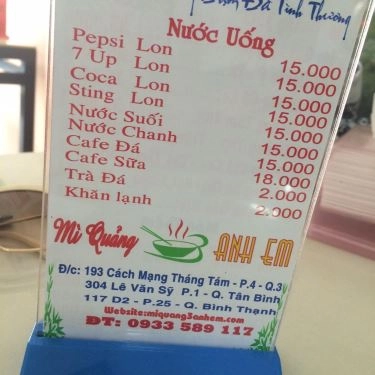 Đá Tình Thương
Nước Uống
Pepsi Lon 15.000
7 Up Lon 15.000
Coca Lon 15.000
Sting Lon 15.000
Nước Suối 15.000
Nước Chanh 15.000
Cafe Đá 15.000
Cafe Sữa 18.000
Trà Đá 2.000
Khăn lạnh 2.000
Mì Quảng ANH EM
Đ/c: 193 Cách Mạng Tháng Tám - P.4 - Q.3
304 Lê Văn Sỹ P.1 - Q. Tân Bình
117 D2 - P.25 - Q. Bình Thạnh
Website:miquang3anhem.com
ĐT: 0933 589 117